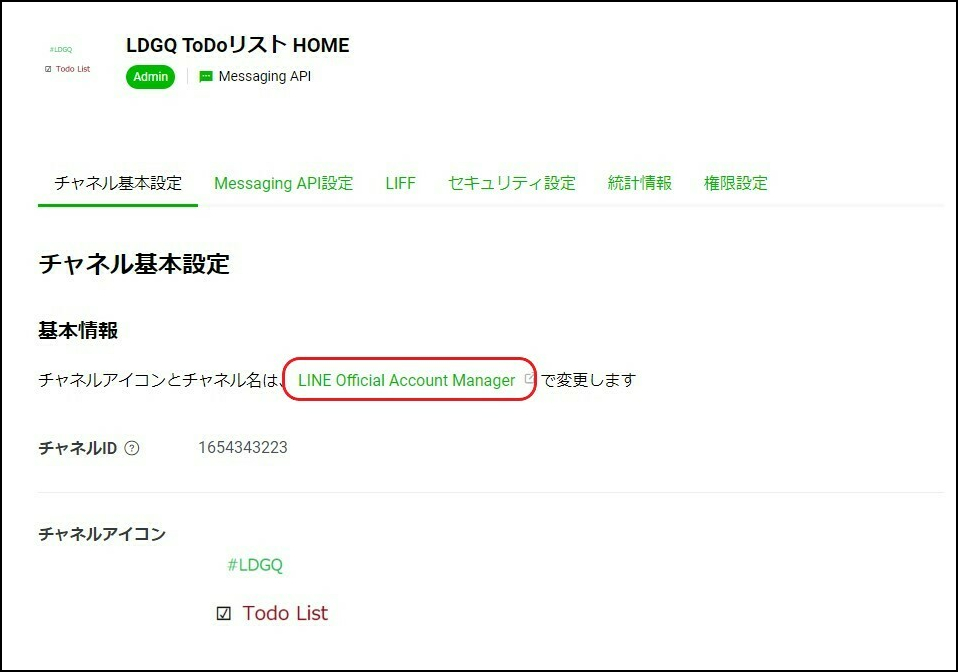 #LDGQ
☑ Todo List
LDGQ ToDoリスト HOME
Admin
Messaging API
チャネル基本設定 Messaging API設定 LIFF セキュリティ設定 統計情報 権限設定
チャネル基本設定
基本情報
チャネルアイコンとチャネル名は、LINE Official Account Manager で変更します
チャネルID ? 1654343223
チャネルアイコン
#LDGQ
☑ Todo List